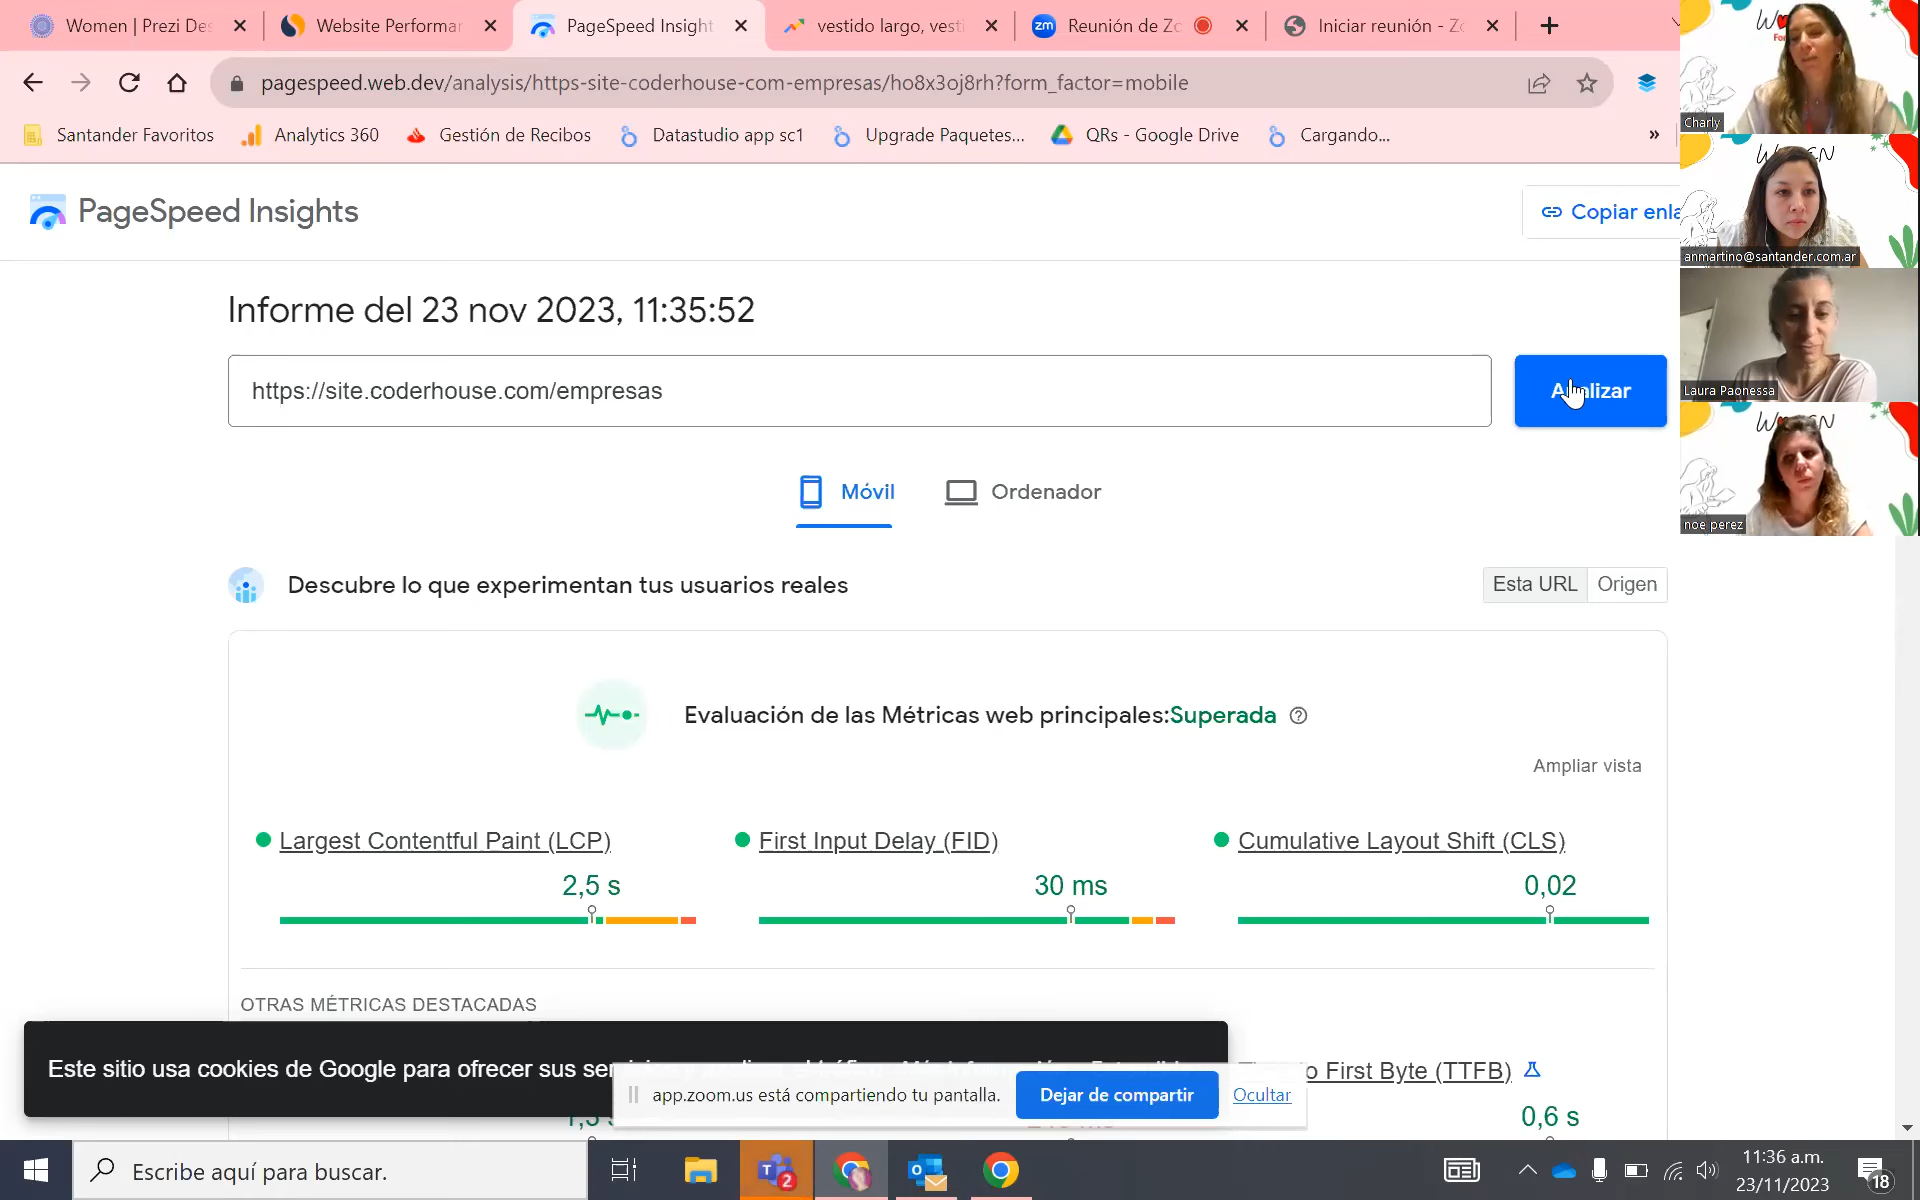 Women | Prezi Des
Website Performar
PageSpeed Insight
vestido largo, vesti
zm
Reunión de Zo
Iniciar reunión - Zo
pagespeed.web.dev/analysis/https-site-coderhouse-com-empresas/ho8x3oj8rh?form_factor=mobile
Santander Favoritos
Analytics 360
Gestión de Recibos
Datastudio app sc1
Upgrade Paquetes...
QRs - Google Drive
Cargando...
»
PageSpeed Insights
Copiar enla
Informe del 23 nov 2023, 11:35:52
https://site.coderhouse.com/empresas
Analizar
Móvil
Ordenador
Descubre lo que experimentan tus usuarios reales
Esta URL
Origen
Evaluación de las Métricas web principales:Superada
Ampliar vista
Largest Contentful Paint (LCP)
2,5 s
First Input Delay (FID)
30 ms
Cumulative Layout Shift (CLS)
0,02
OTRAS MÉTRICAS DESTACADAS
First Byte (TTFB)
0,6 s
Este sitio usa cookies de Google para ofrecer sus
app.zoom.us está compartiendo tu pantalla.
Dejar de compartir
Ocultar
Charly
WOMEN
anmartino@santander.com.ar
Laura Paonessa
WOMEN
noe perez
Escribe aquí para buscar.
2
11:36 a.m.
23/11/2023
18